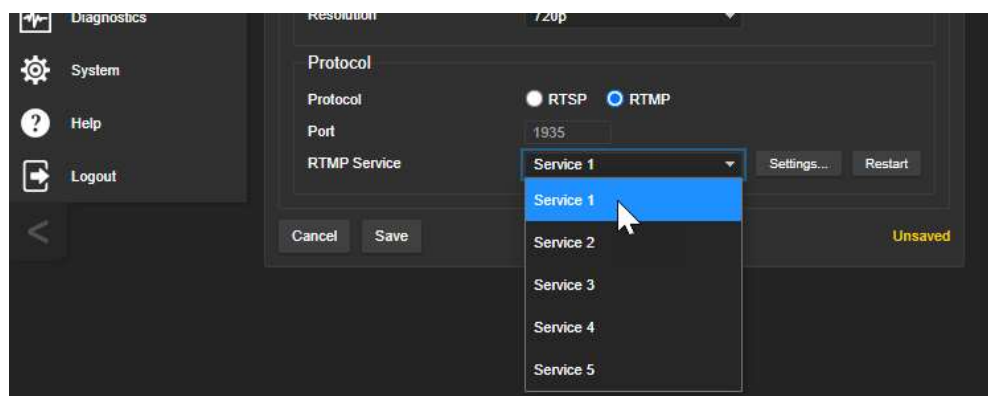 Diagnostics
System
Help
Logout
<
Resolution 720p
Protocol
Protocol RTSP RTMP
Port 1935
RTMP Service Service 1 Settings... Restart
Service 1
Service 2
Service 3
Service 4
Service 5
Cancel Save Unsaved